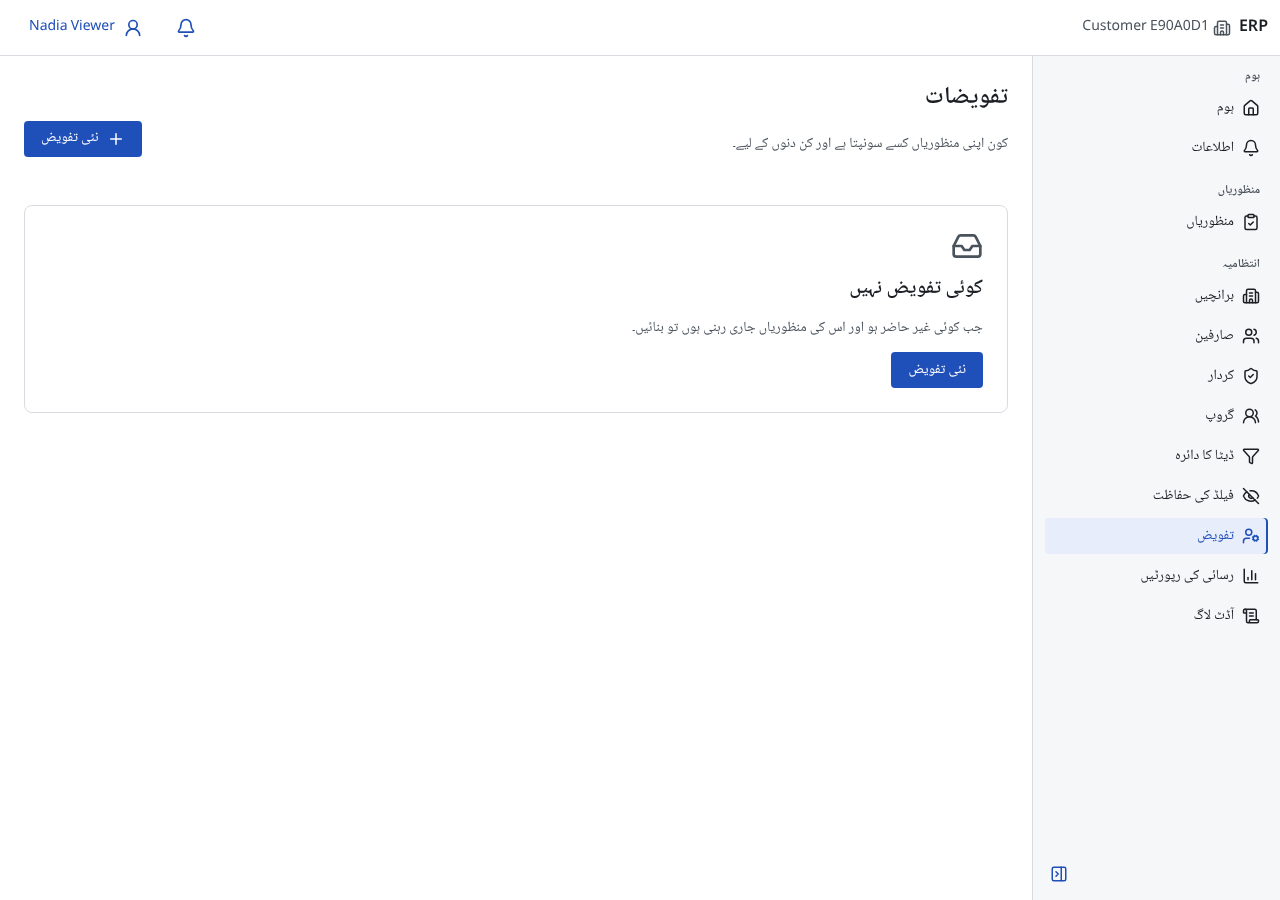 ERP
Customer E90A0D1
Nadia Viewer
ہوم
ہوم
اطلاعات
منظوریاں
منظوریاں
انتظامیہ
برانچیں
صارفین
کردار
گروپ
ڈیٹا کا دائرہ
فیلڈ کی حفاظت
تفویض
رسائی کی رپورٹیں
آڈٹ لاگ
تفویضات
کون اپنی منظوریاں کسے سونپتا ہے اور کن دنوں کے لیے۔
نئی تفویض
کوئی تفویض نہیں
جب کوئی غیر حاضر ہو اور اس کی منظوریاں جاری رہنی ہوں تو بنائیں۔
نئی تفویض